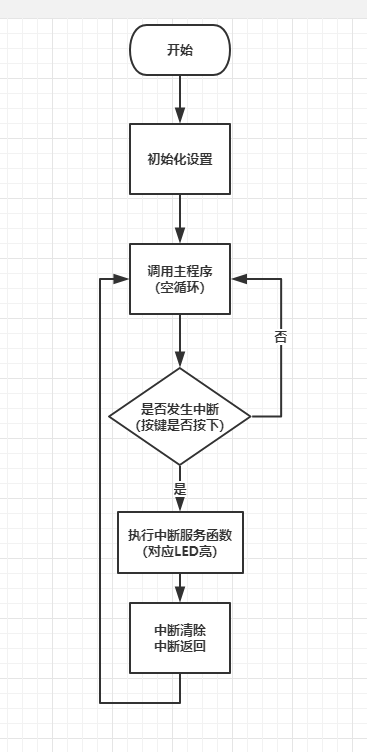 开始
初始化设置
调用主程序
（空循环）
否
是否发生中断
（按键是否按下）
是
执行中断服务函数
（对应LED亮）
中断清除
中断返回